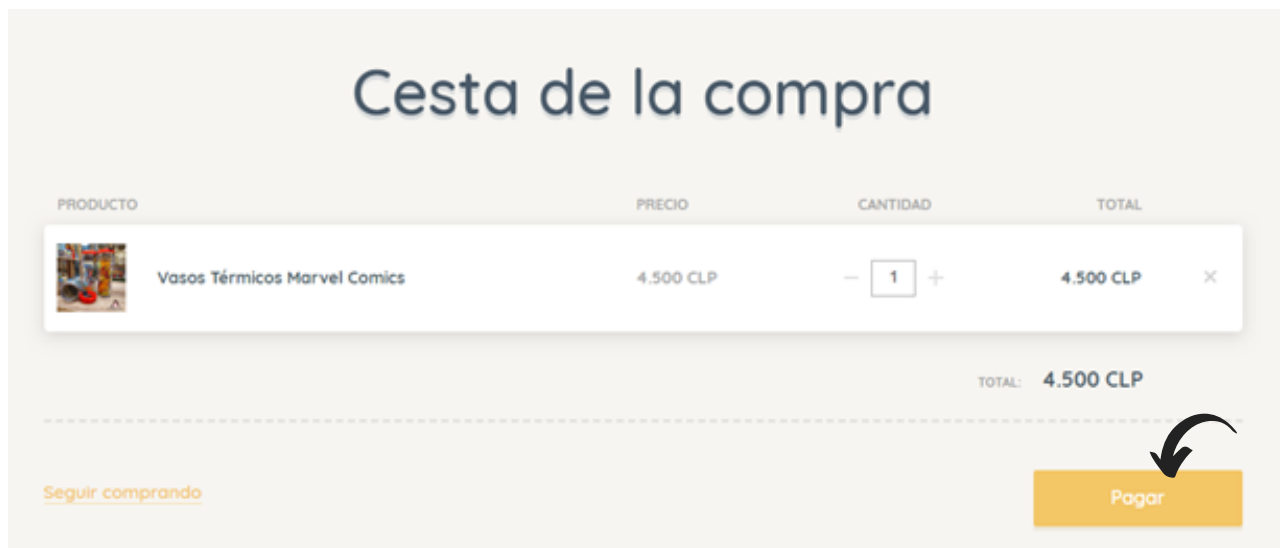 Cesta de la compra
PRODUCTO PRECIO CANTIDAD TOTAL
Vasos Térmicos Marvel Comics 4.500 CLP − 1 + 4.500 CLP ×
TOTAL: 4.500 CLP
Seguir comprando Pagar